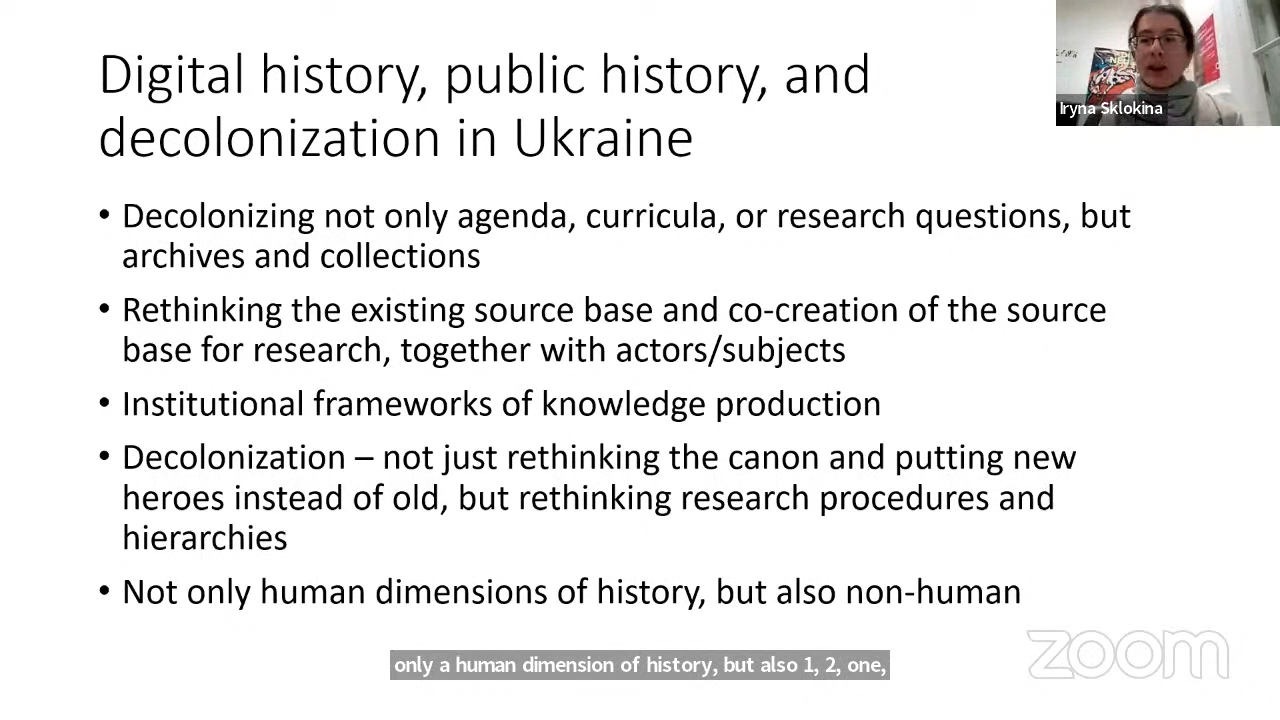 Digital history, public history, and
decolonization in Ukraine
Iryna Sklokina
• Decolonizing not only agenda, curricula, or research questions, but
archives and collections
• Rethinking the existing source base and co-creation of the source
base for research, together with actors/subjects
• Institutional frameworks of knowledge production
• Decolonization – not just rethinking the canon and putting new
heroes instead of old, but rethinking research procedures and
hierarchies
• Not only human dimensions of history, but also non-human
zoom
only a human dimension of history, but also 1, 2, one,